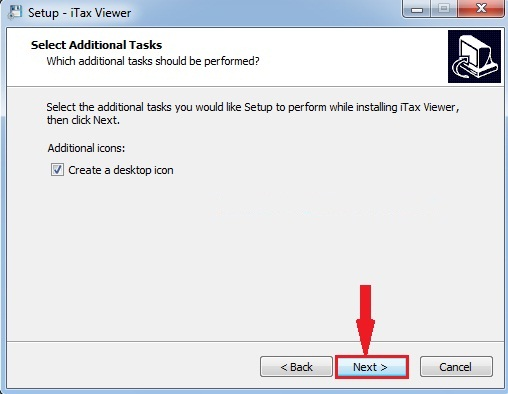 Setup - iTax Viewer
Select Additional Tasks
Which additional tasks should be performed?
Select the additional tasks you would like Setup to perform while installing iTax Viewer,
then click Next.
Additional icons:
Create a desktop icon
< Back
Next >
Cancel